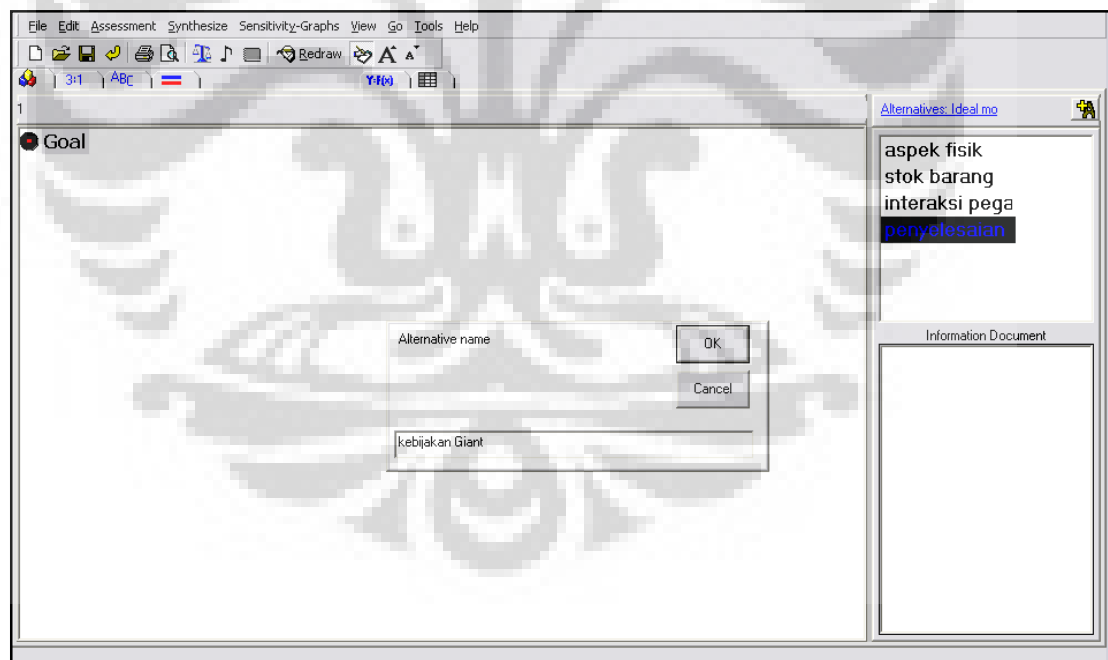 File Edit Assessment Synthesize Sensitivity-Graphs View Go Tools Help
Redraw A A
3:1 ABC Y=F(x)
1
Alternatives: Ideal mo
Goal
aspek fisik
stok barang
interaksi pega
penyelesaian
Alternative name
OK
Cancel
kebijakan Giant
Information Document